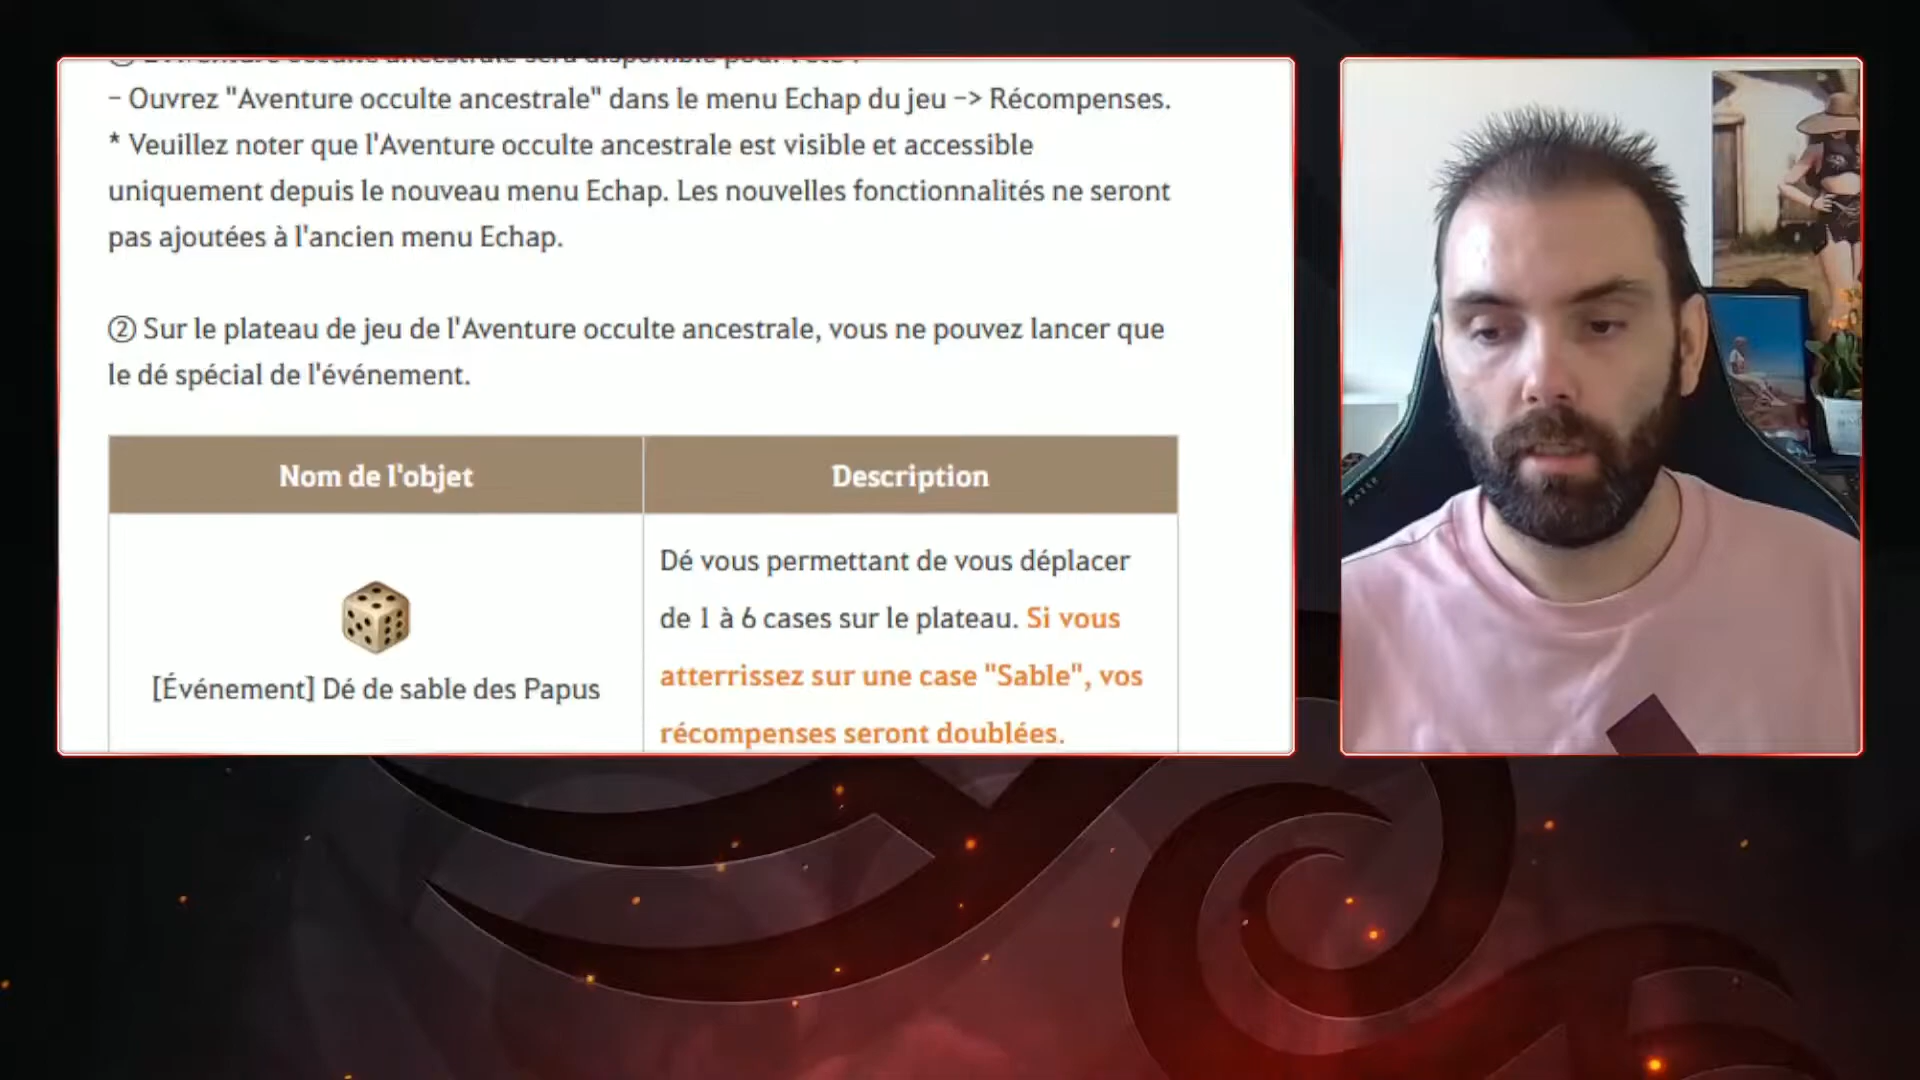 - Ouvrez "Aventure occulte ancestrale" dans le menu Echap du jeu -> Récompenses.
* Veuillez noter que l'Aventure occulte ancestrale est visible et accessible
uniquement depuis le nouveau menu Echap. Les nouvelles fonctionnalités ne seront
pas ajoutées à l'ancien menu Echap.
② Sur le plateau de jeu de l'Aventure occulte ancestrale, vous ne pouvez lancer que
le dé spécial de l'événement.
Nom de l'objet
Description
[Événement] Dé de sable des Papus
Dé vous permettant de vous déplacer
de 1 à 6 cases sur le plateau. Si vous
atterrissez sur une case "Sable", vos
récompenses seront doublées.
RAZER